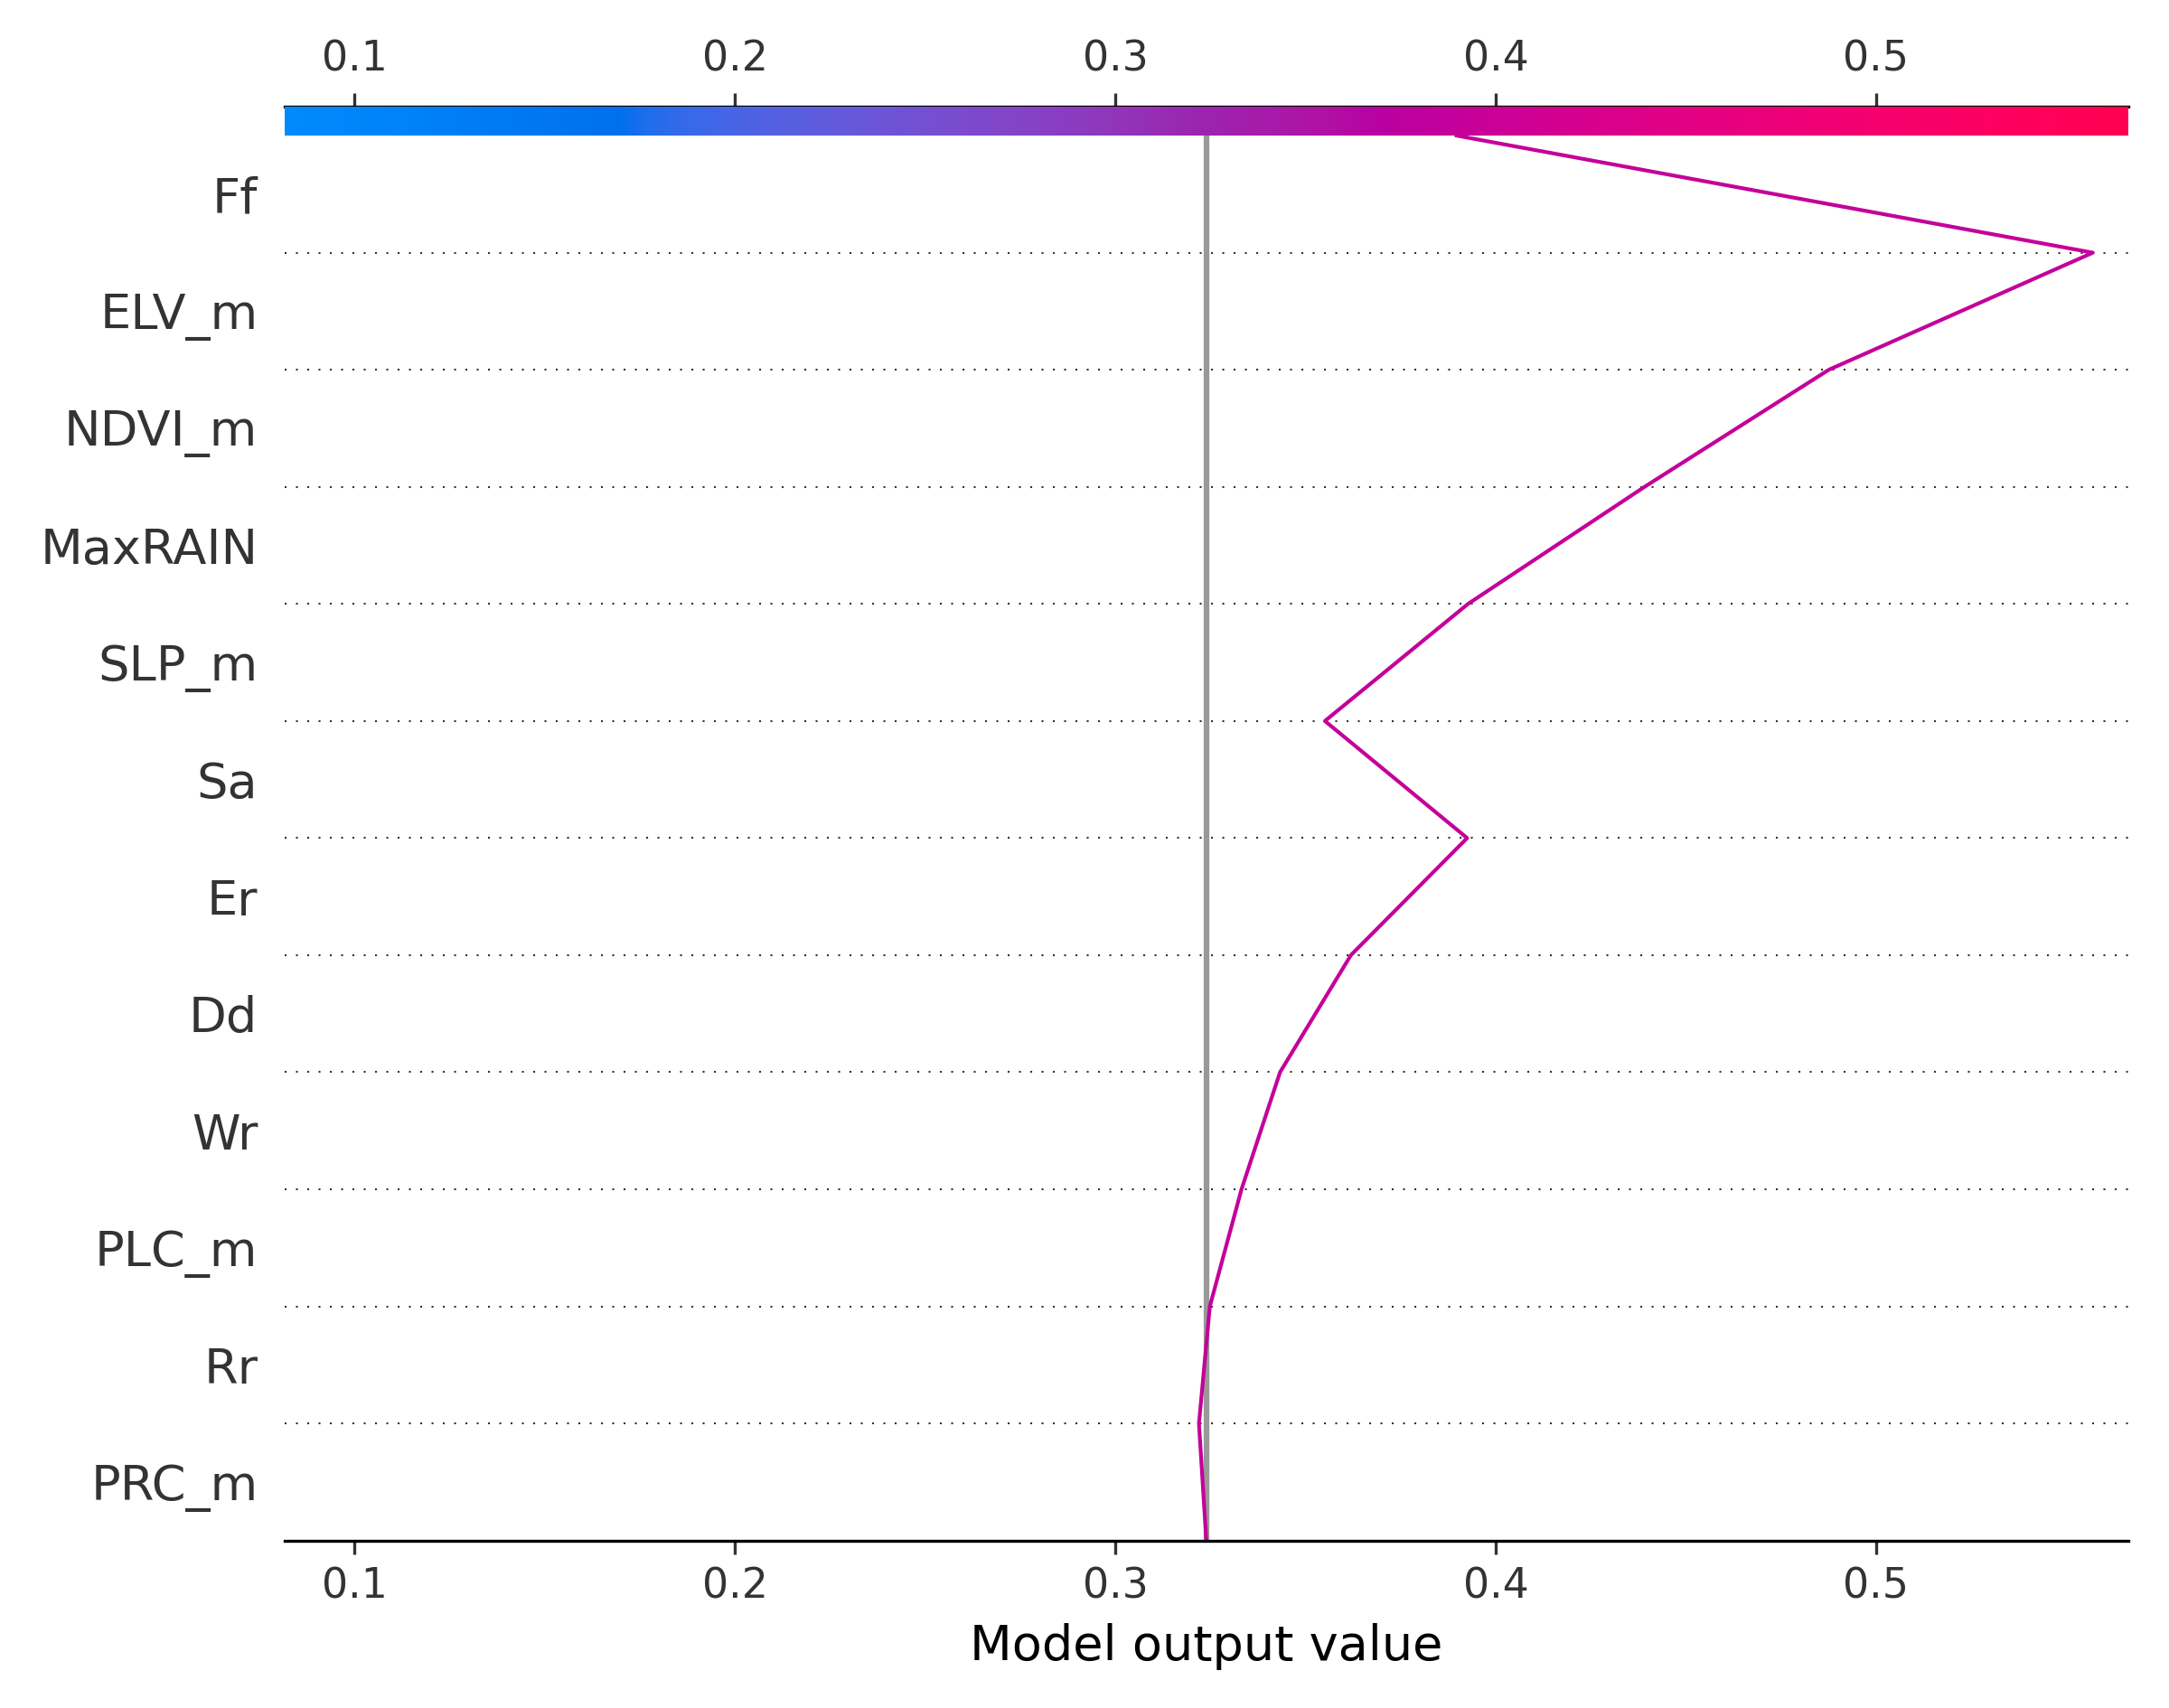 0.1 0.2 0.3 0.4 0.5
Ff
ELV_m
NDVI_m
MaxRAIN
SLP_m
Sa
Er
Dd
Wr
PLC_m
Rr
PRC_m
0.1 0.2 0.3 0.4 0.5
Model output value